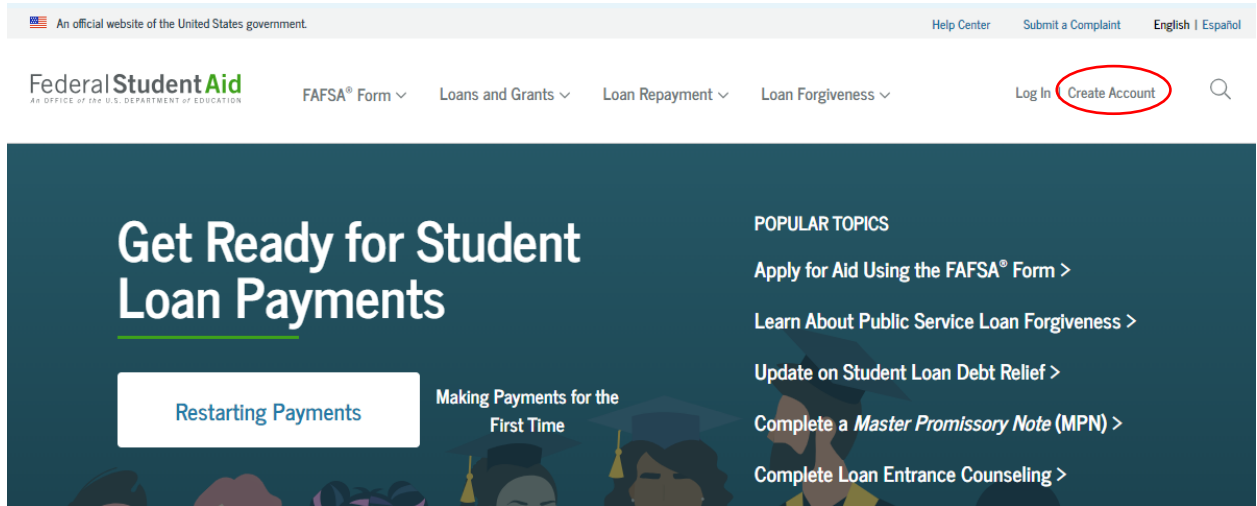 An official website of the United States government.
Help Center Submit a Complaint English | Español
Federal Student Aid
An OFFICE of the U.S. DEPARTMENT of EDUCATION
FAFSA® Form Loans and Grants Loan Repayment Loan Forgiveness
Log In | Create Account
Get Ready for Student
Loan Payments
Restarting Payments
Making Payments for the
First Time
POPULAR TOPICS
Apply for Aid Using the FAFSA® Form >
Learn About Public Service Loan Forgiveness >
Update on Student Loan Debt Relief >
Complete a Master Promissory Note (MPN) >
Complete Loan Entrance Counseling >